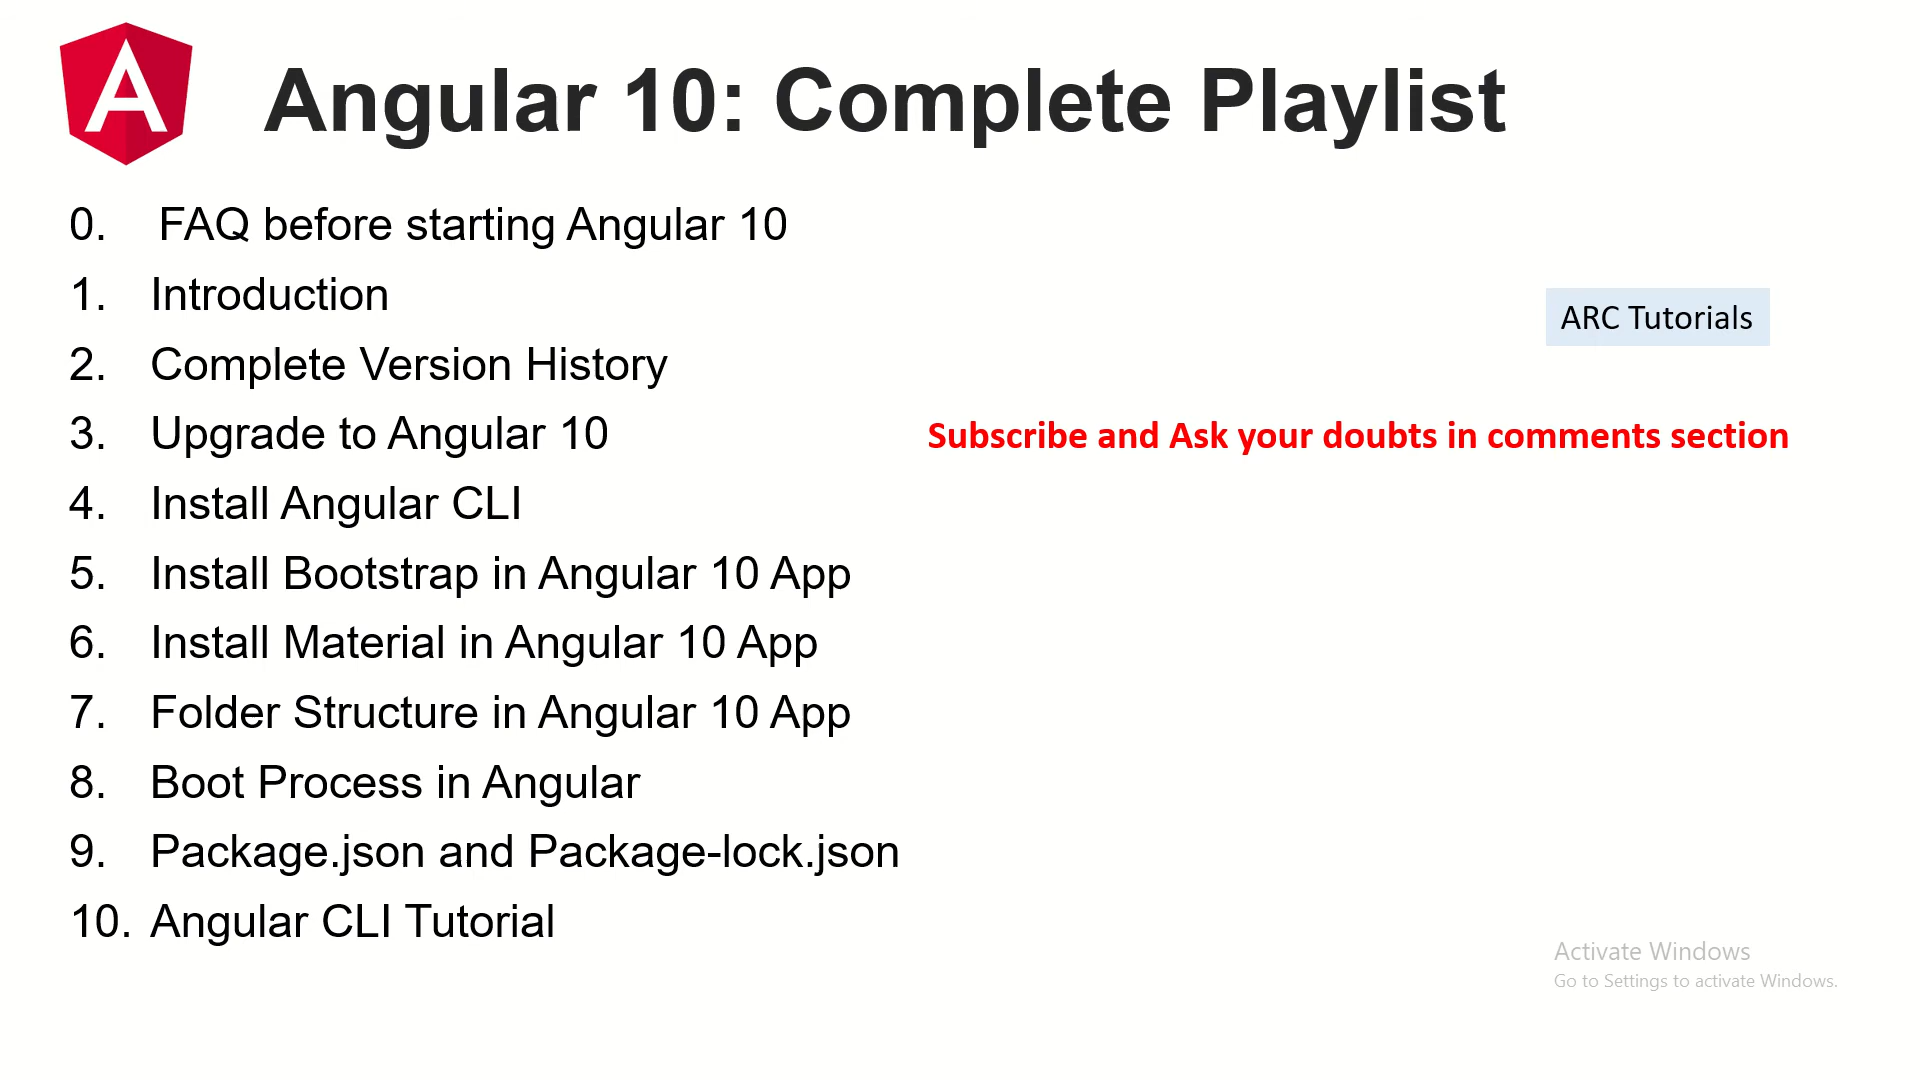 Angular 10: Complete Playlist
0. FAQ before starting Angular 10
1. Introduction
ARC Tutorials
2. Complete Version History
3. Upgrade to Angular 10
Subscribe and Ask your doubts in comments section
4. Install Angular CLI
5. Install Bootstrap in Angular 10 App
6. Install Material in Angular 10 App
7. Folder Structure in Angular 10 App
8. Boot Process in Angular
9. Package.json and Package-lock.json
10. Angular CLI Tutorial
Activate Windows
Go to Settings to activate Windows.